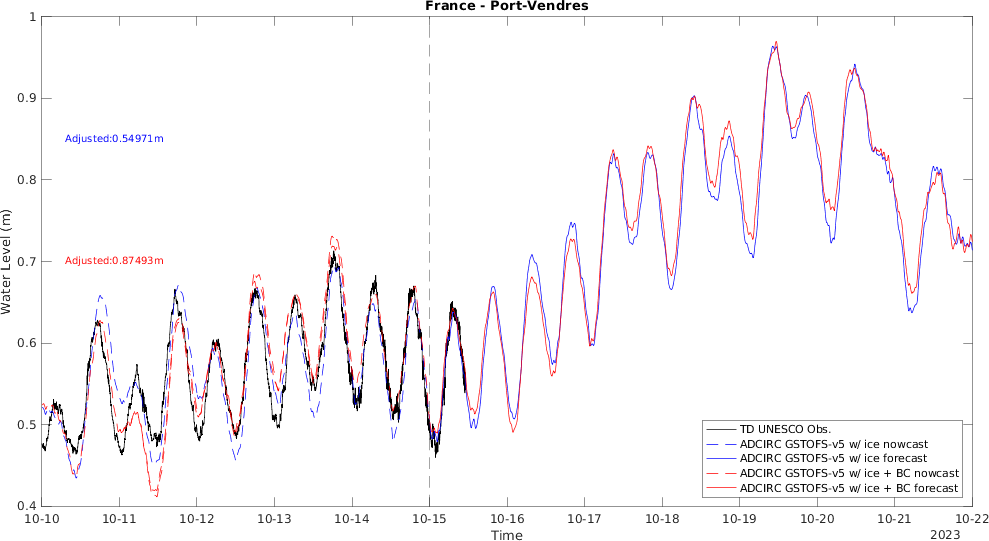 France - Port-Vendres
1
0.9
0.8
0.7
0.6
0.5
0.4
Water Level (m)
Adjusted:0.54971m
Adjusted:0.87493m
TD UNESCO Obs.
ADCIRC GSTOFS-v5 w/ ice nowcast
ADCIRC GSTOFS-v5 w/ ice forecast
ADCIRC GSTOFS-v5 w/ ice + BC nowcast
ADCIRC GSTOFS-v5 w/ ice + BC forecast
10-10 10-11 10-12 10-13 10-14 10-15 10-16 10-17 10-18 10-19 10-20 10-21 10-22
Time
2023